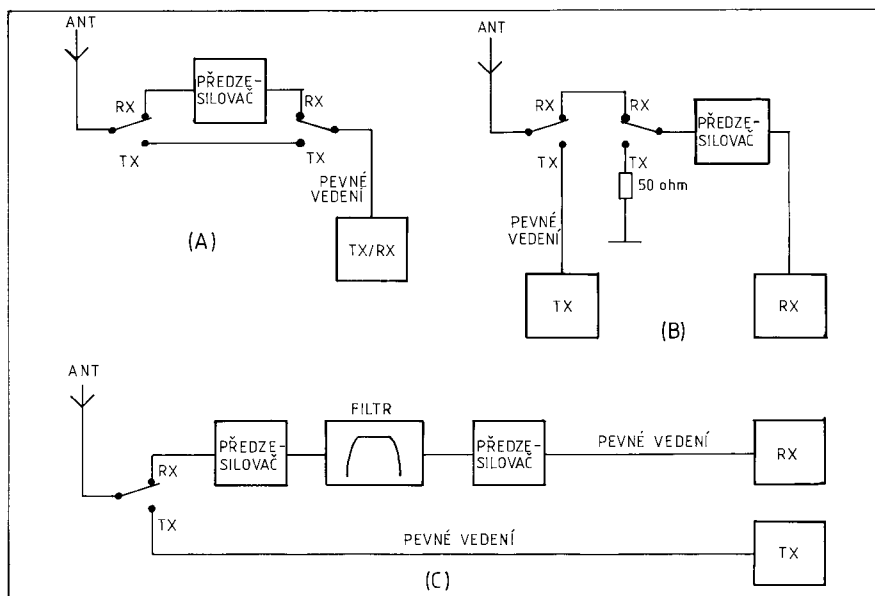 ANT
PŘEDZE-
SILOVAČ
RX
RX
TX
TX
PEVNÉ
VEDENÍ
TX/RX
(A)
ANT
RX
RX
PŘEDZE-
SILOVAČ
TX
TX
50 ohm
PEVNÉ
VEDENÍ
TX
RX
(B)
ANT
FILTR
PŘEDZE-
SILOVAČ
PŘEDZE-
SILOVAČ
PEVNÉ VEDENÍ
RX
RX
TX
PEVNÉ VEDENÍ
TX
(C)